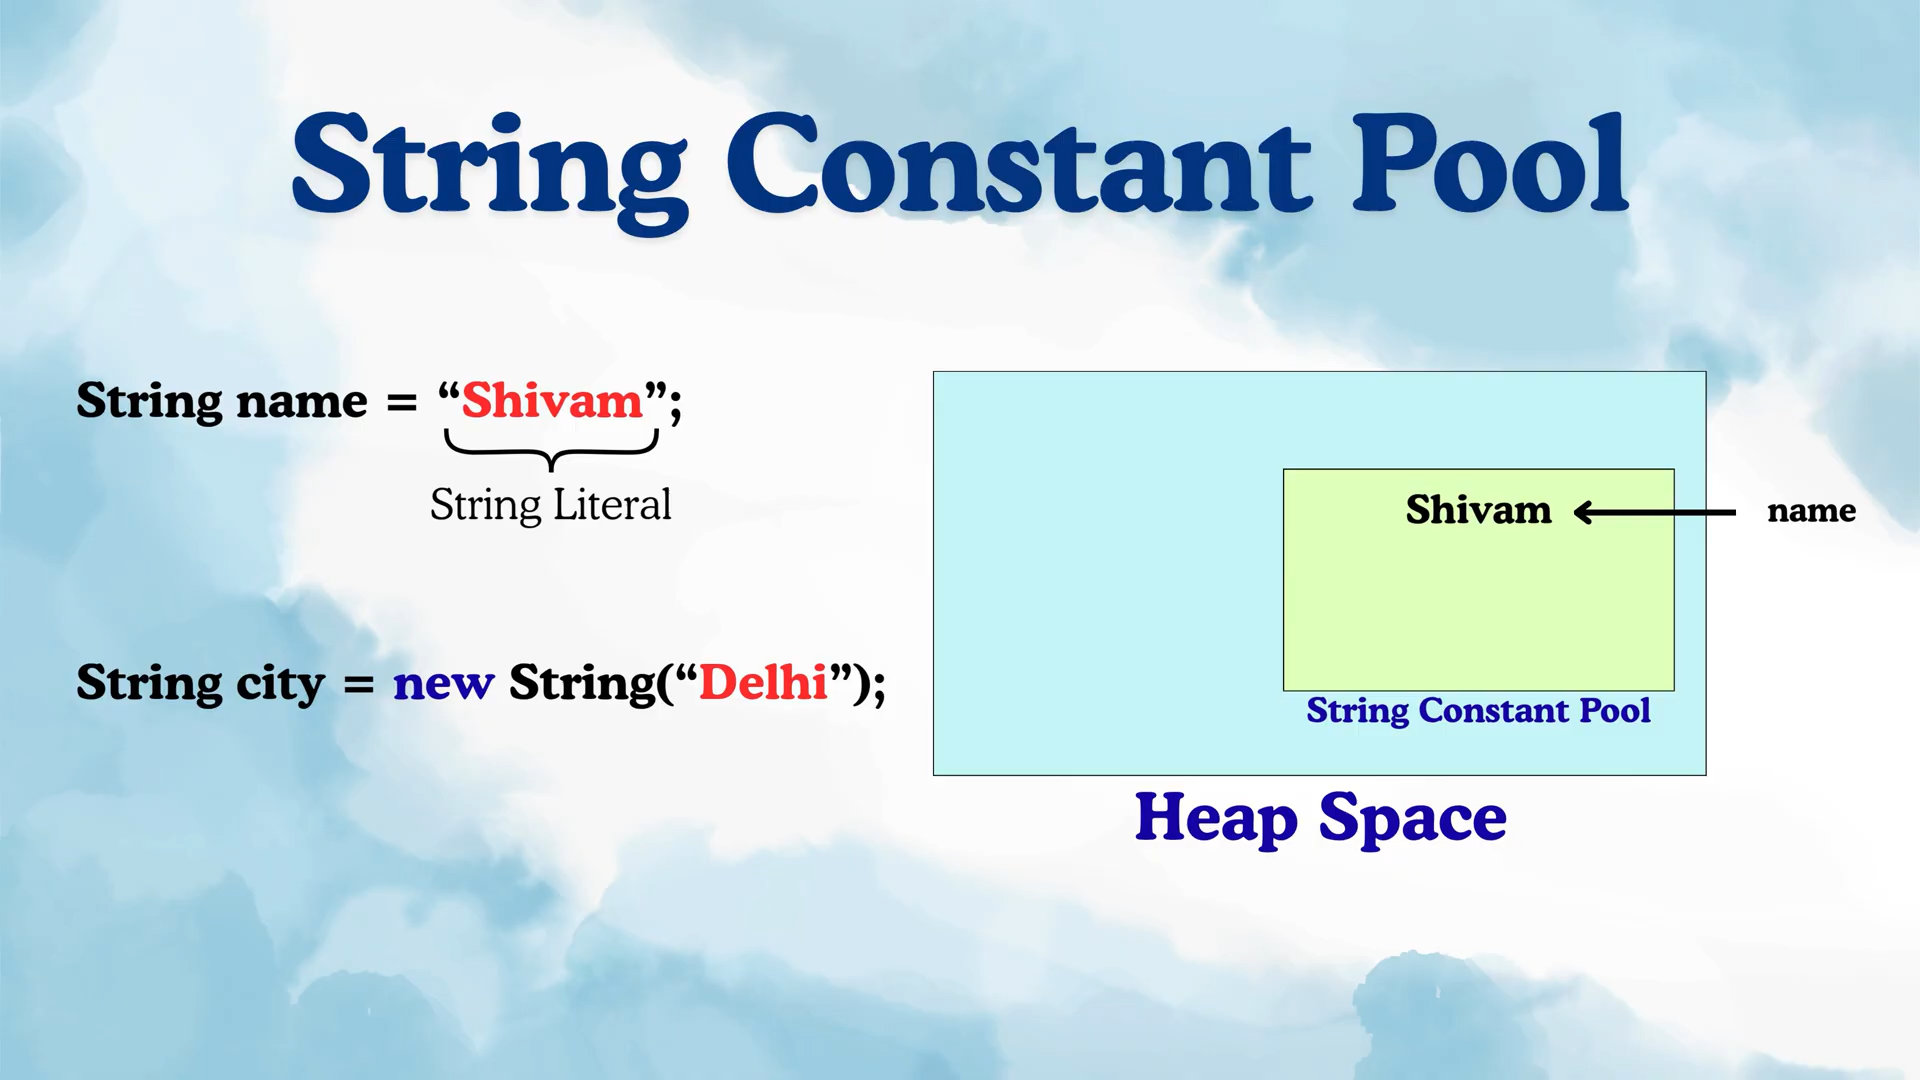 String Constant Pool
String name = “Shivam”;
String Literal
String city = new String(“Delhi”);
Shivam
name
String Constant Pool
Heap Space